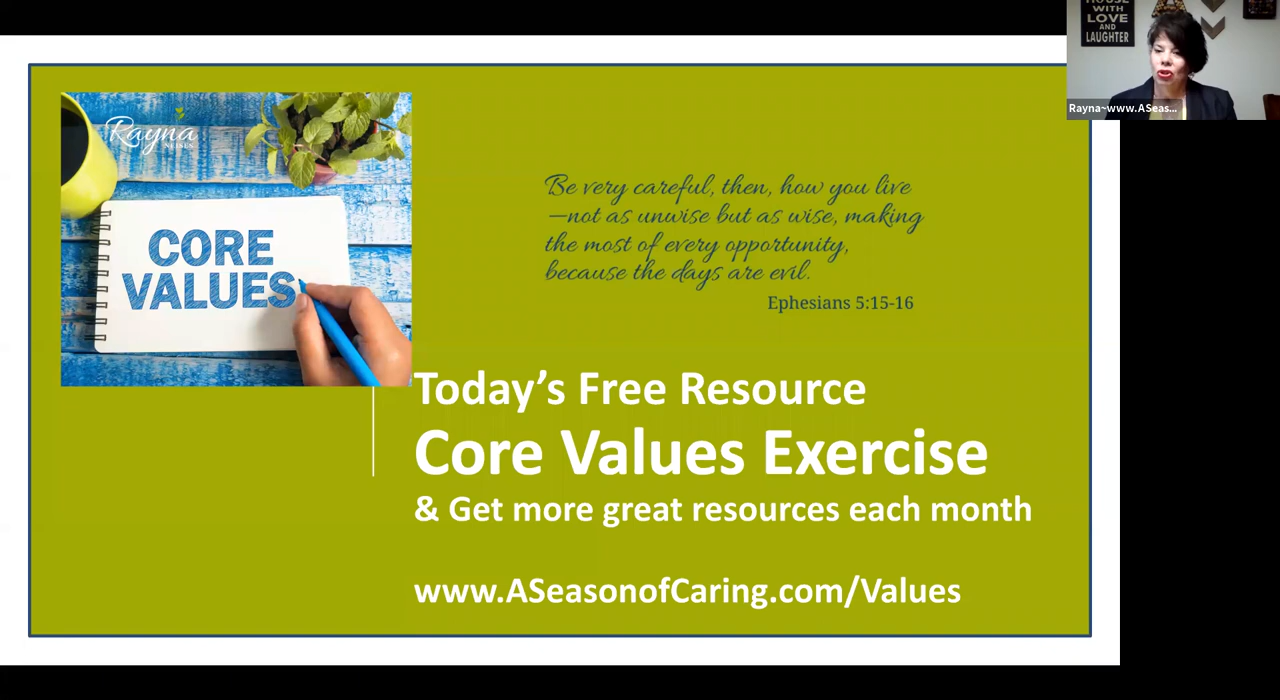 HOUSE
WITH
LOVE
AND
LAUGHTER
Rayna~www.ASeas...
Rayna
NEISES
CORE
VALUES
Be very careful, then, how you live
—not as unwise but as wise, making
the most of every opportunity,
because the days are evil.
Ephesians 5:15-16
Today’s Free Resource
Core Values Exercise
& Get more great resources each month
www.ASeasonofCaring.com/Values